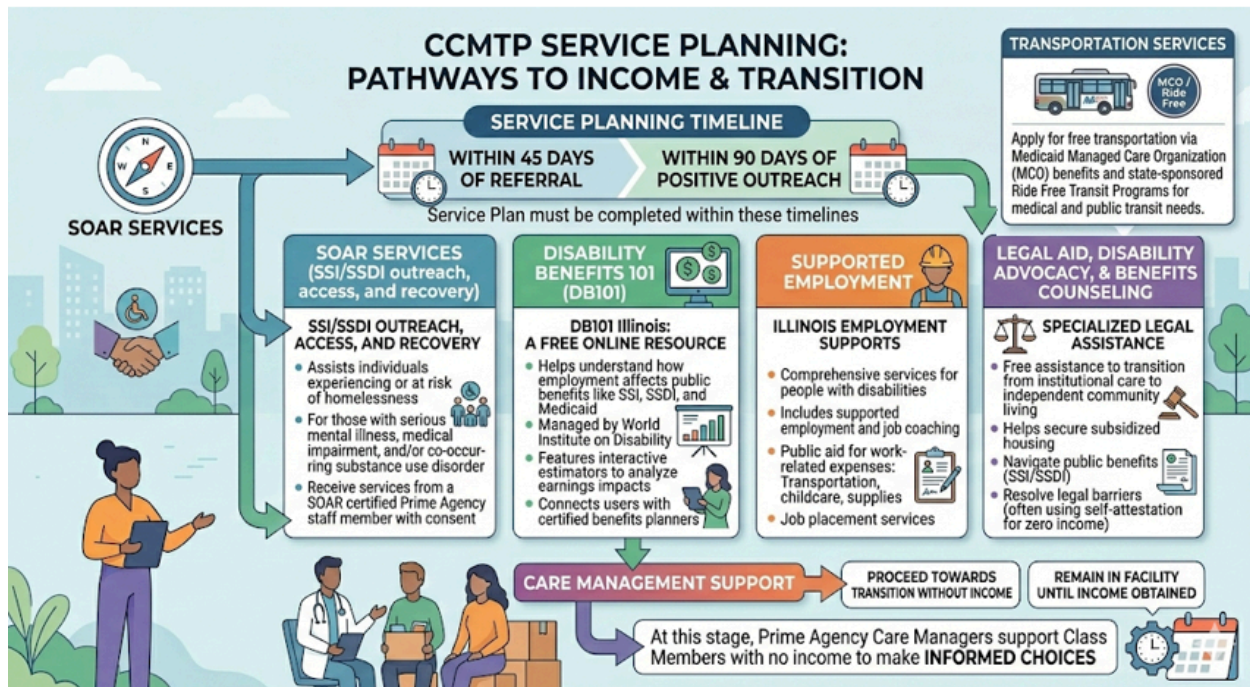 CCMTP SERVICE PLANNING:
PATHWAYS TO INCOME & TRANSITION
SERVICE PLANNING TIMELINE
WITHIN 45 DAYS
OF REFERRAL
WITHIN 90 DAYS OF
POSITIVE OUTREACH
Service Plan must be completed within these timelines
TRANSPORTATION SERVICES
MCO /
Ride
Free
Apply for free transportation via
Medicaid Managed Care Organization
(MCO) benefits and state-sponsored
Ride Free Transit Programs for
medical and public transit needs.
N
W E
S
SOAR SERVICES
SOAR SERVICES
(SSI/SSDI outreach,
access, and recovery)
SSI/SSDI OUTREACH,
ACCESS, AND RECOVERY
• Assists individuals
experiencing or at risk
of homelessness
• For those with serious
mental illness, medical
impairment, and/or co-occur-
ring substance use disorder
• Receive services from a
SOAR certified Prime Agency
staff member with consent
DISABILITY
BENEFITS 101
(DB101)
$
$ $
DB101 Illinois:
A FREE ONLINE RESOURCE
• Helps understand how
employment affects public
benefits like SSI, SSDI, and
Medicaid
• Managed by World
Institute on Disability
• Features interactive
estimators to analyze
earnings impacts
• Connects users with
certified benefits planners
SUPPORTED
EMPLOYMENT
ILLINOIS EMPLOYMENT
SUPPORTS
• Comprehensive services for
people with disabilities
• Includes supported
employment and job coaching
• Public aid for work-
related expenses:
Transportation,
childcare, supplies
• Job placement services
LEGAL AID, DISABILITY
ADVOCACY, & BENEFITS
COUNSELING
SPECIALIZED LEGAL
ASSISTANCE
• Free assistance to transition
from institutional care to
independent community
living
• Helps secure subsidized
housing
• Navigate public benefits
(SSI/SSDI)
• Resolve legal barriers
(often using self-attestation
for zero income)
CARE MANAGEMENT SUPPORT
PROCEED TOWARDS
TRANSITION WITHOUT INCOME
REMAIN IN FACILITY
UNTIL INCOME OBTAINED
At this stage, Prime Agency Care Managers support Class
Members with no income to make INFORMED CHOICES